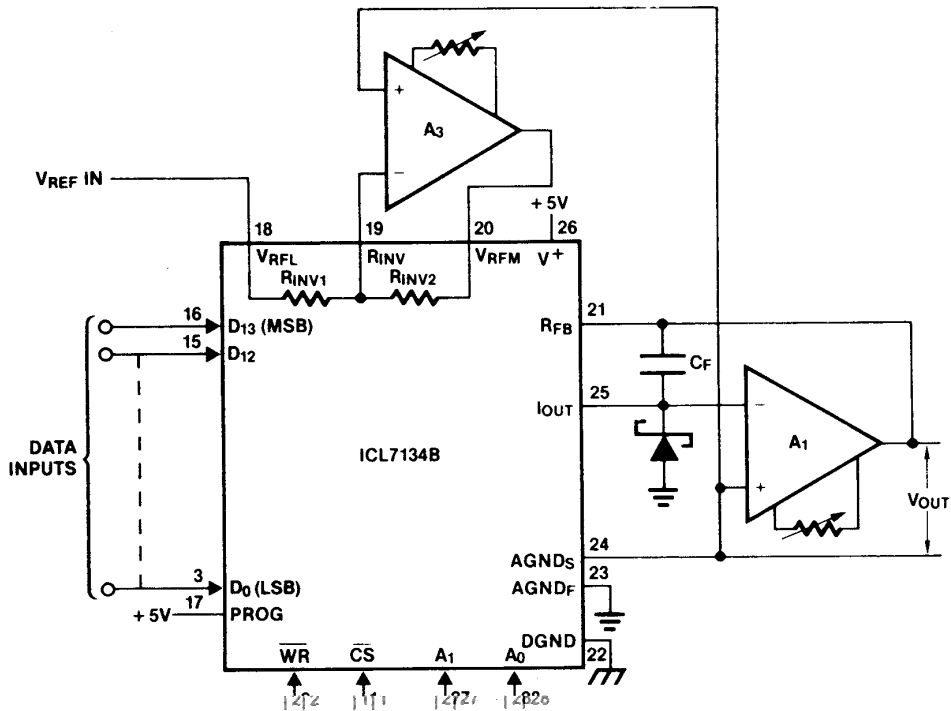 A3
+
−
VREF IN
+ 5V
18
19
20
26
VRFL
RINV
VRFM
V+
RINV1
RINV2
16
D13 (MSB)
15
D12
21
RFB
CF
25
IOUT
−
A1
+
DATA
INPUTS
ICL7134B
VOUT
24
AGNDS
3
D0 (LSB)
23
AGNDF
+ 5V
17
PROG
DGND
22
WR
CS
A1
A0